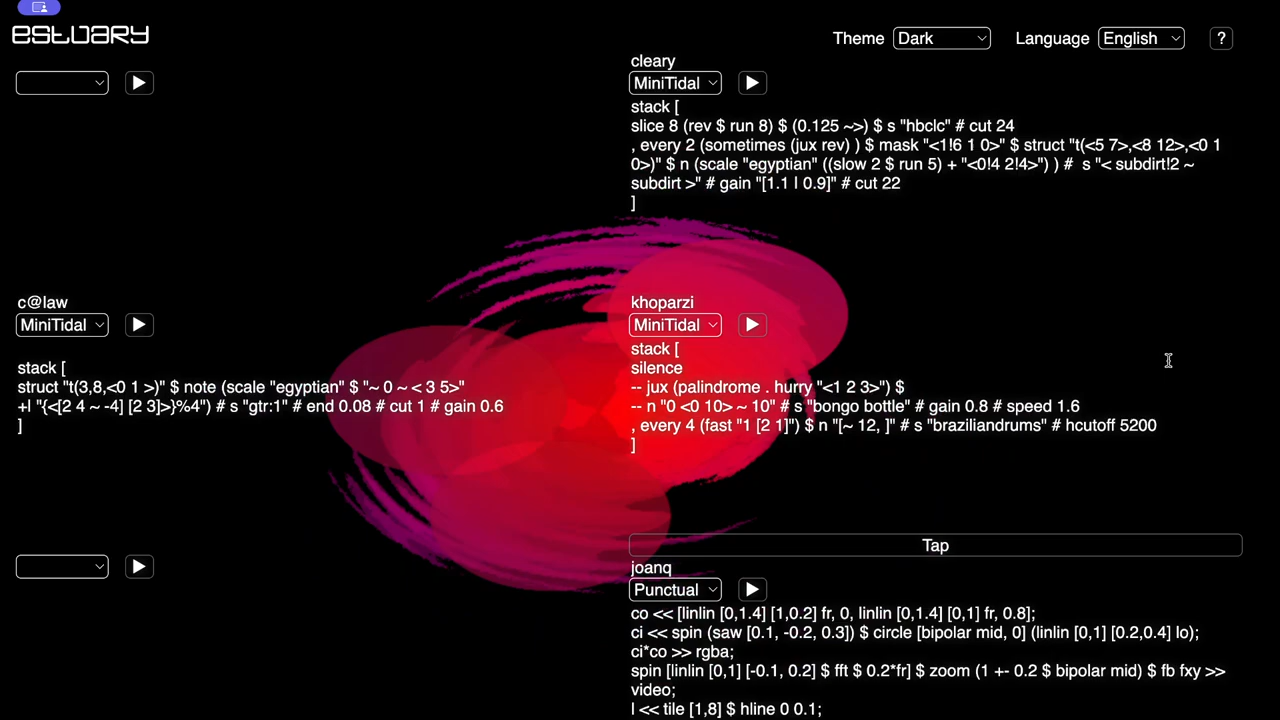 estuary
Theme Dark Language English ?
cleary
MiniTidal
stack [
slice 8 (rev $ run 8) $ (0.125 ~>) $ s "hbclc" # cut 24
, every 2 (sometimes (jux rev) ) $ mask "<1!6 1 0>" $ struct "t(<5 7>,<8 12>,<0 1
0>)" $ n (scale "egyptian" ((slow 2 $ run 5) + "<0!4 2!4>") ) # s "< subdirt!2 ~
subdirt >" # gain "[1.1 | 0.9]" # cut 22
]
c@law
MiniTidal
stack [
struct "t(3,8,<0 1 >)" $ note (scale "egyptian" $ "~ 0 ~ < 3 5>"
+| "{<[2 4 ~ -4] [2 3]>}%4") # s "gtr:1" # end 0.08 # cut 1 # gain 0.6
]
khoparzi
MiniTidal
stack [
silence
-- jux (palindrome . hurry "<1 2 3>") $
-- n "0 <0 10> ~ 10" # s "bongo bottle" # gain 0.8 # speed 1.6
, every 4 (fast "1 [2 1]") $ n "[~ 12, ]" # s "braziliandrums" # hcutoff 5200
]
Tap
joanq
Punctual
co << [linlin [0,1.4] [1,0.2] fr, 0, linlin [0,1.4] [0,1] fr, 0.8];
ci << spin (saw [0.1, -0.2, 0.3]) $ circle [bipolar mid, 0] (linlin [0,1] [0.2,0.4] lo);
ci*co >> rgba;
spin [linlin [0,1] [-0.1, 0.2] $ fft $ 0.2*fr] $ zoom (1 +- 0.2 $ bipolar mid) $ fb fxy >>
video;
l << tile [1,8] $ hline 0 0.1;